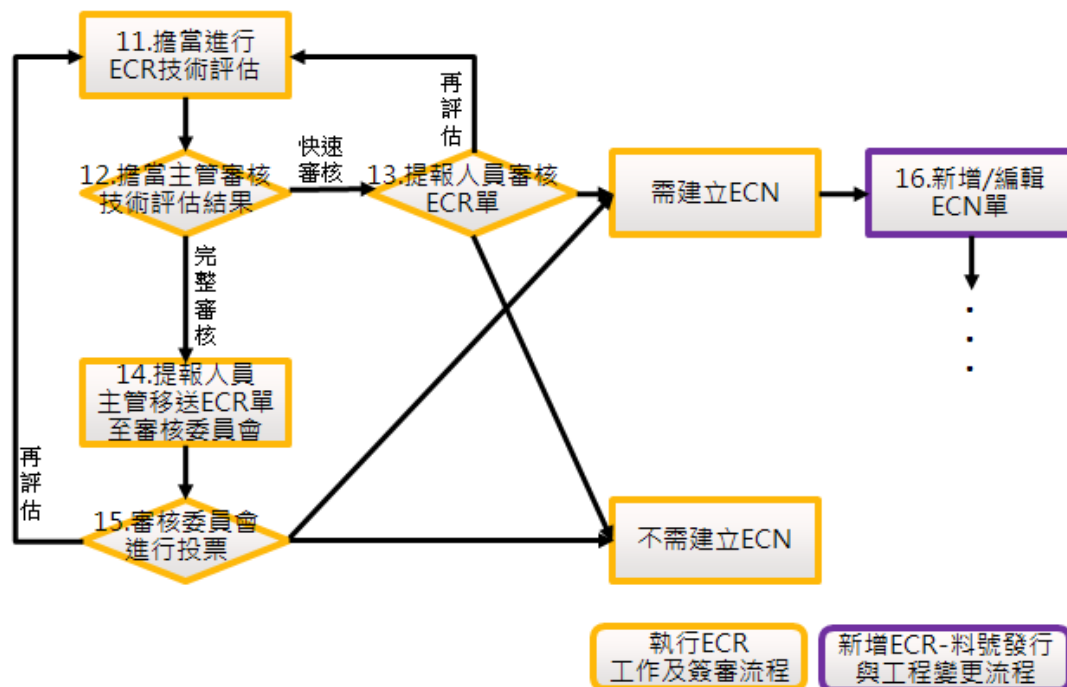 11.擔當進行
ECR技術評估
再評估
12.擔當主管審核
技術評估結果
快速
審核
13.提報人員審核
ECR單
需建立ECN
16.新增/編輯
ECN單
完整審核
14.提報人員
主管移送ECR單
至審核委員會
再評估
15.審核委員會
進行投票
不需建立ECN
執行ECR
工作及簽審流程
新增ECR-料號發行
與工程變更流程